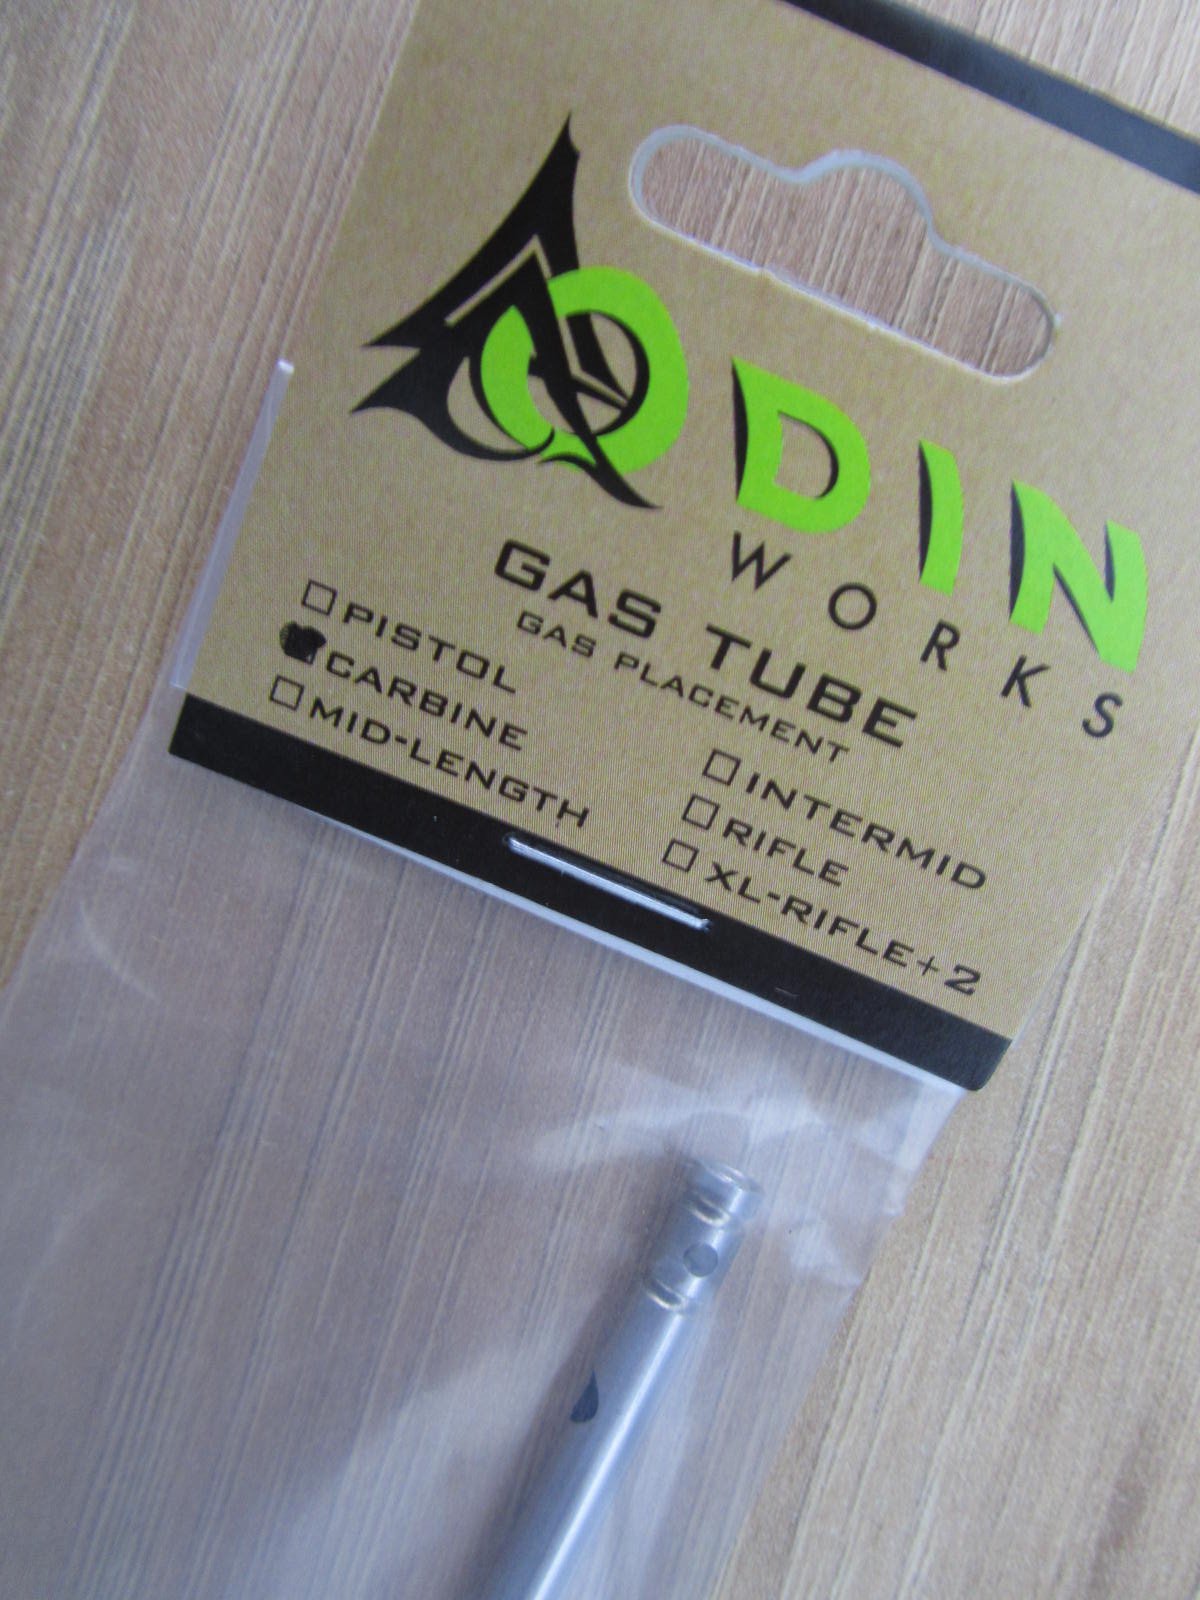 ODIN
WORKS
GAS TUBE
GAS PLACEMENT
PISTOL
CARBINE
MID-LENGTH
INTERMID
RIFLE
XL-RIFLE+2